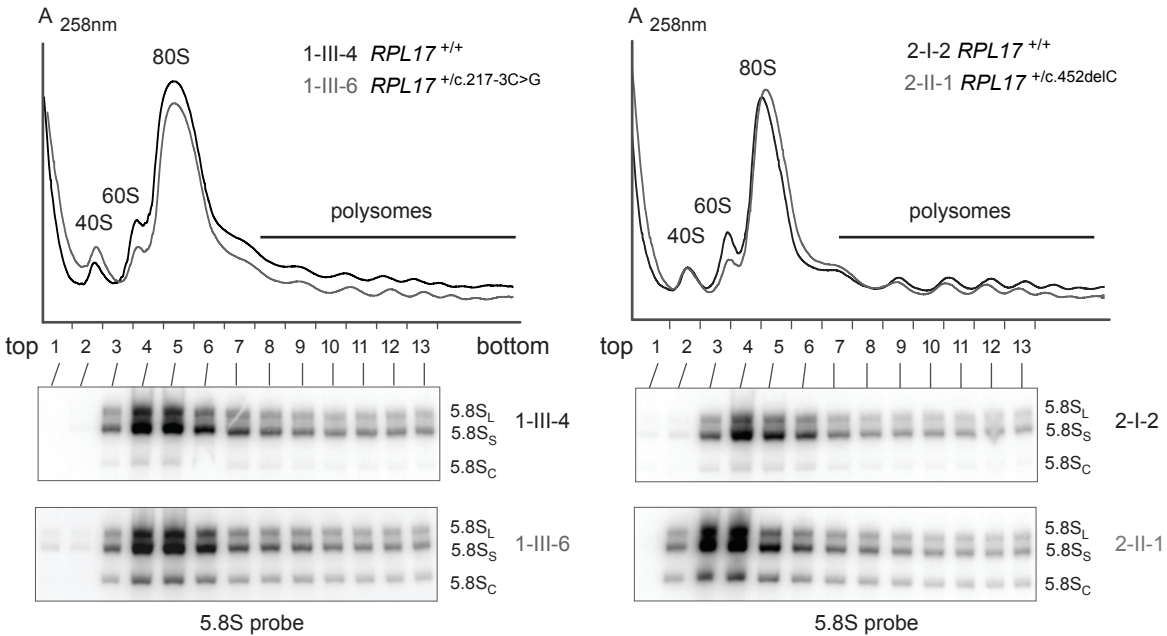 A 258nm
1-III-4 RPL17 +/+
1-III-6 RPL17 +/c.217-3C>G
80S
60S
40S
polysomes
top 1 2 3 4 5 6 7 8 9 10 11 12 13 bottom
5.8SL
5.8SS
5.8SC
1-III-4
5.8SL
5.8SS
5.8SC
1-III-6
5.8S probe
A 258nm
2-I-2 RPL17 +/+
2-II-1 RPL17 +/c.452delC
80S
60S
40S
polysomes
top 1 2 3 4 5 6 7 8 9 10 11 12 13
5.8SL
5.8SS
5.8SC
2-I-2
5.8SL
5.8SS
5.8SC
2-II-1
5.8S probe